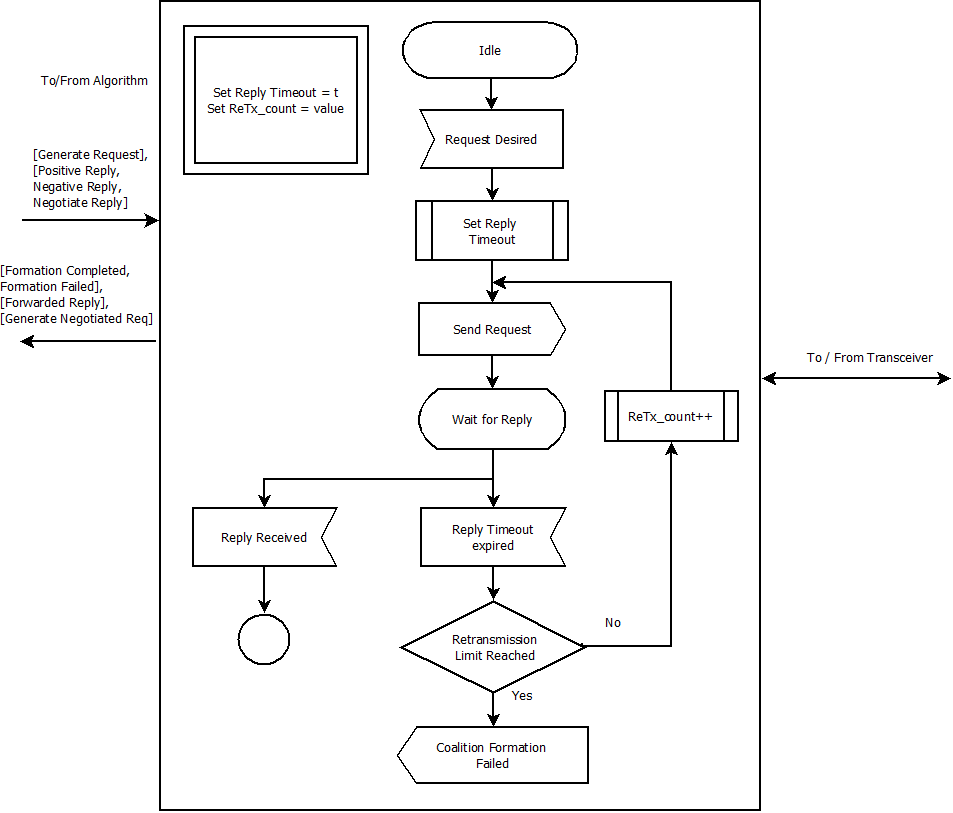 Idle
To/From Algorithm
Set Reply Timeout = t
Set ReTx_count = value
Request Desired
[Generate Request],
[Positive Reply,
Negative Reply,
Negotiate Reply]
Set Reply
Timeout
[Formation Completed,
Formation Failed],
[Forwarded Reply],
[Generate Negotiated Req]
Send Request
To / From Transceiver
Wait for Reply
ReTx_count++
Reply Received
Reply Timeout
expired
Retransmission
Limit Reached
No
Yes
Coalition Formation
Failed